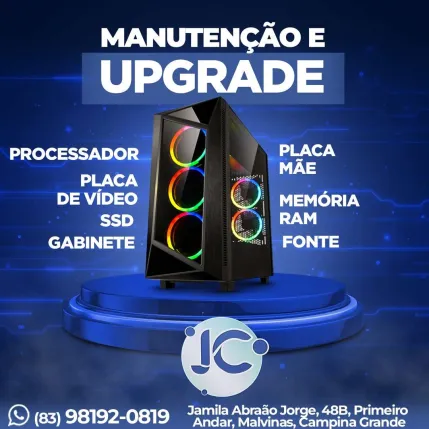 MANUTENÇÃO E
UPGRADE
PROCESSADOR
PLACA
DE VÍDEO
SSD
GABINETE
PLACA
MÃE
MEMÓRIA
RAM
FONTE
JC
(83) 98192-0819
Jamila Abraão Jorge, 48B, Primeiro
Andar, Malvinas, Campina Grande